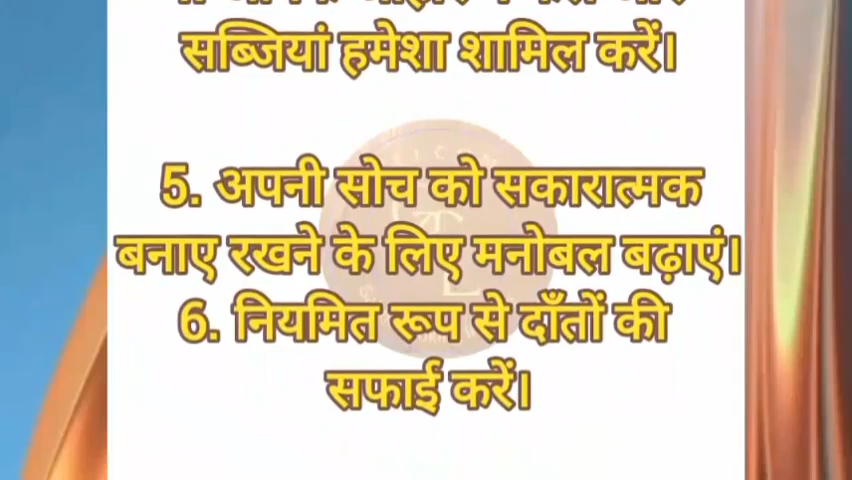 सब्जियां हमेशा शामिल करें।
5. अपनी सोच को सकारात्मक
बनाए रखने के लिए मनोबल बढ़ाएं।
6. नियमित रूप से दाँतों की
सफाई करें।